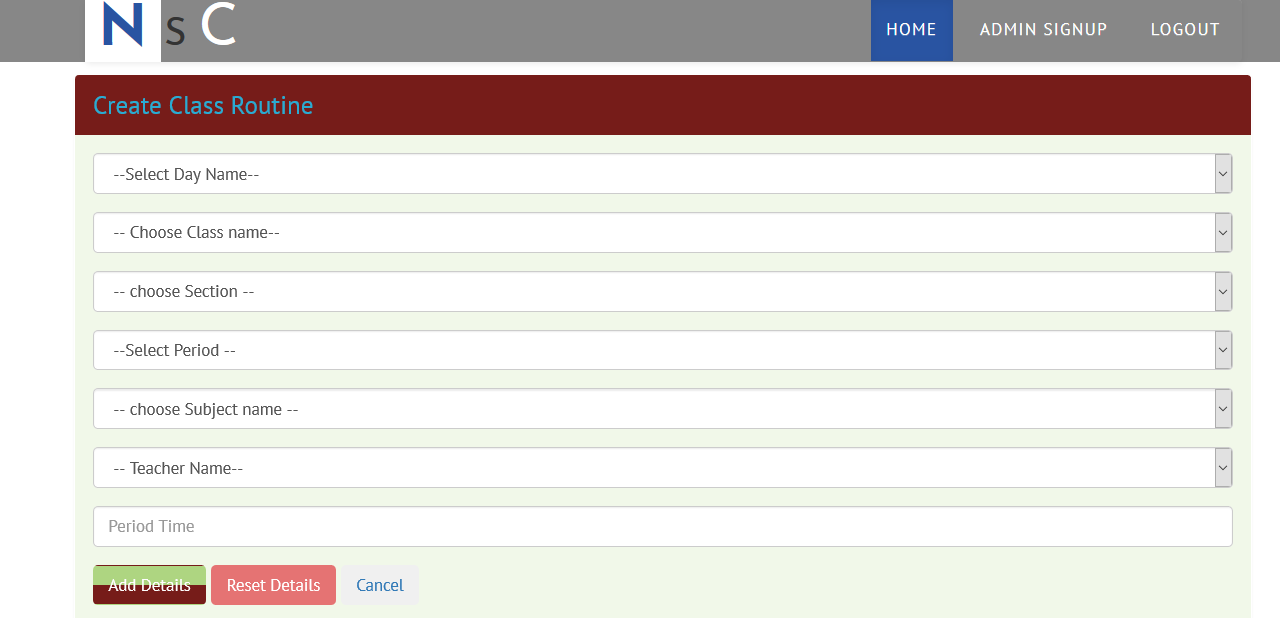 N s C HOME ADMIN SIGNUP LOGOUT
Create Class Routine
--Select Day Name--
-- Choose Class name--
-- choose Section --
--Select Period --
-- choose Subject name --
-- Teacher Name--
Period Time
Add Details Reset Details Cancel